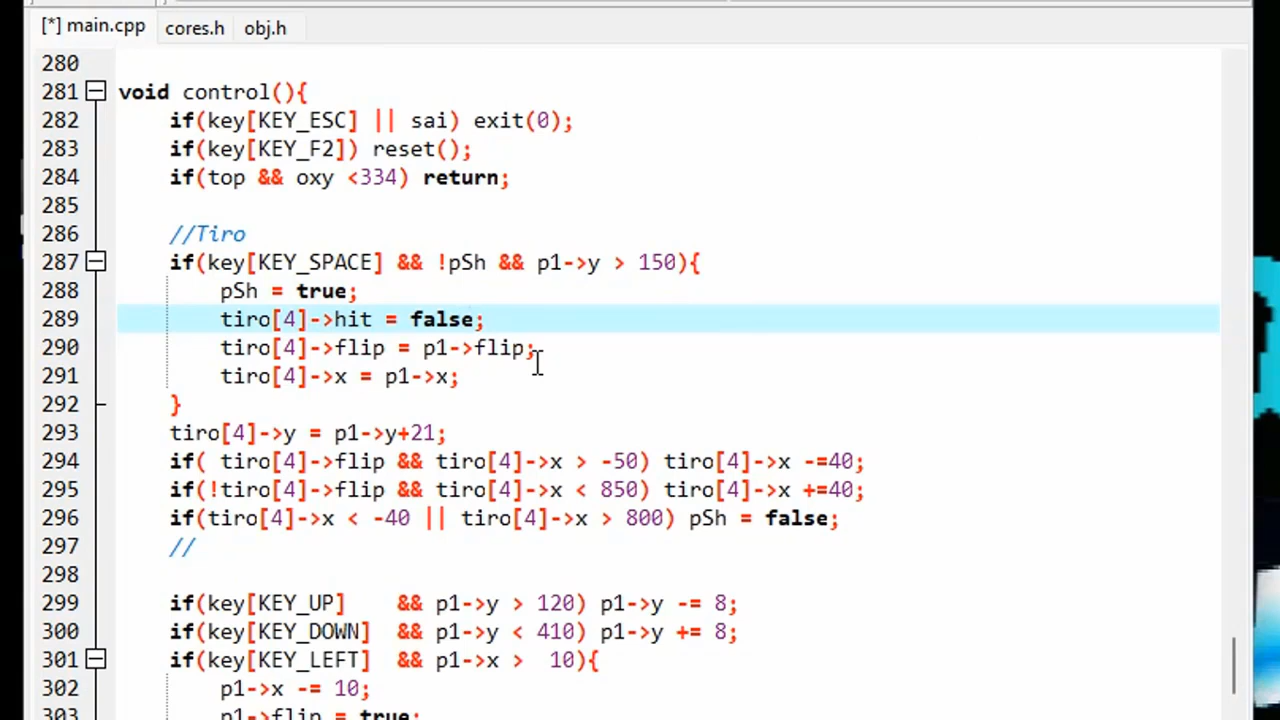 [*] main.cpp cores.h obj.h
280
281 void control(){
282 if(key[KEY_ESC] || sai) exit(0);
283 if(key[KEY_F2]) reset();
284 if(top && oxy <334) return;
285
286 //Tiro
287 if(key[KEY_SPACE] && !pSh && p1->y > 150){
288 pSh = true;
289 tiro[4]->hit = false;
290 tiro[4]->flip = p1->flip;
291 tiro[4]->x = p1->x;
292 }
293 tiro[4]->y = p1->y+21;
294 if( tiro[4]->flip && tiro[4]->x > -50) tiro[4]->x -=40;
295 if(!tiro[4]->flip && tiro[4]->x < 850) tiro[4]->x +=40;
296 if(tiro[4]->x < -40 || tiro[4]->x > 800) pSh = false;
297 //
298
299 if(key[KEY_UP] && p1->y > 120) p1->y -= 8;
300 if(key[KEY_DOWN] && p1->y < 410) p1->y += 8;
301 if(key[KEY_LEFT] && p1->x > 10){
302 p1->x -= 10;
303 p1->flip = true;